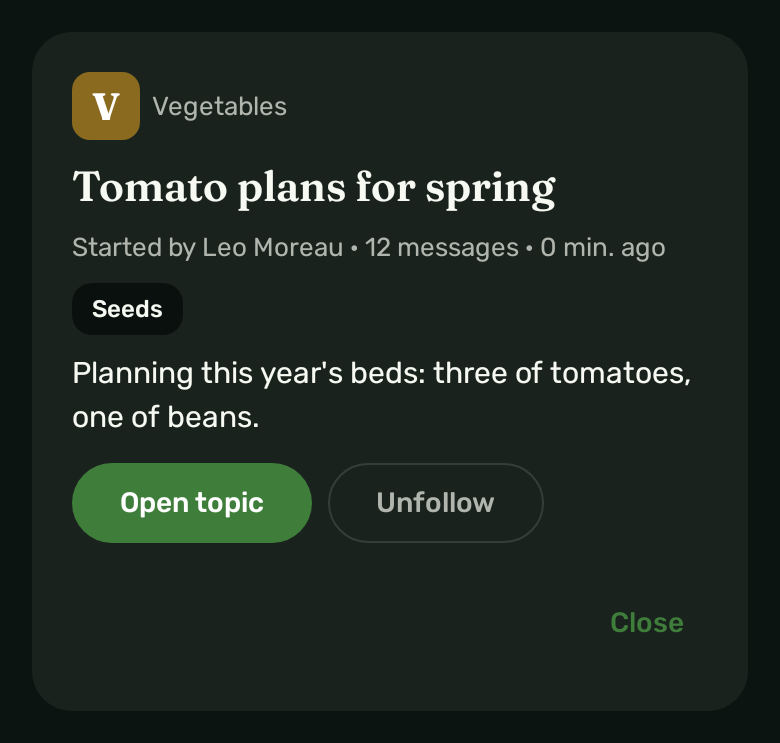 V
Vegetables
Tomato plans for spring
Started by Leo Moreau • 12 messages • 0 min. ago
Seeds
Planning this year's beds: three of tomatoes,
one of beans.
Open topic
Unfollow
Close